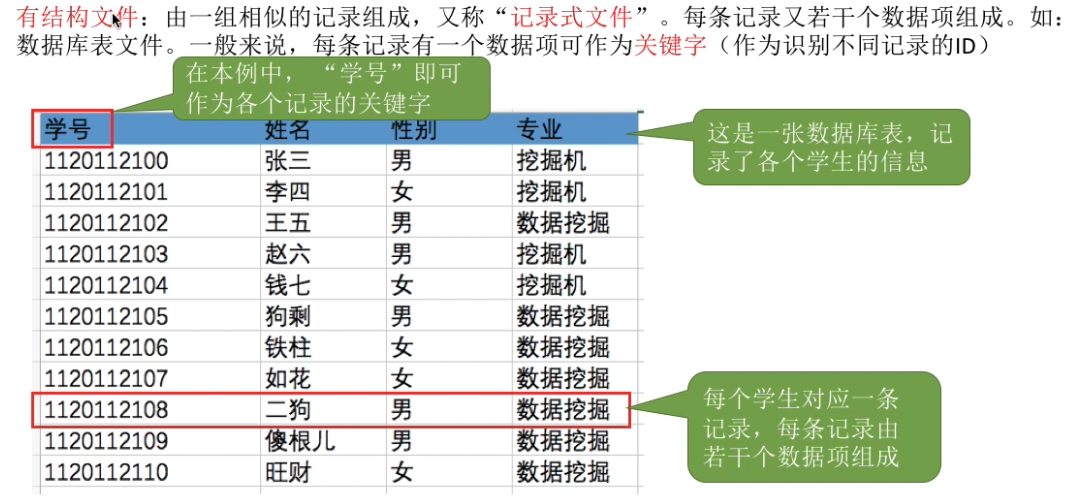 有结构文件：由一组相似的记录组成，又称“记录式文件”。每条记录又若干个数据项组成。如：
数据库表文件。一般来说，每条记录有一个数据项可作为关键字（作为识别不同记录的ID）
在本例中，“学号”即可
作为各个记录的关键字
这是一张数据库表，记
录了各个学生的信息
学号 姓名 性别 专业
1120112100 张三 男 挖掘机
1120112101 李四 女 挖掘机
1120112102 王五 男 数据挖掘
1120112103 赵六 男 挖掘机
1120112104 钱七 女 挖掘机
1120112105 狗剩 男 数据挖掘
1120112106 铁柱 女 数据挖掘
1120112107 如花 女 数据挖掘
1120112108 二狗 男 数据挖掘
1120112109 傻根儿 男 数据挖掘
1120112110 旺财 女 数据挖掘
每个学生对应一条
记录，每条记录由
若干个数据项组成